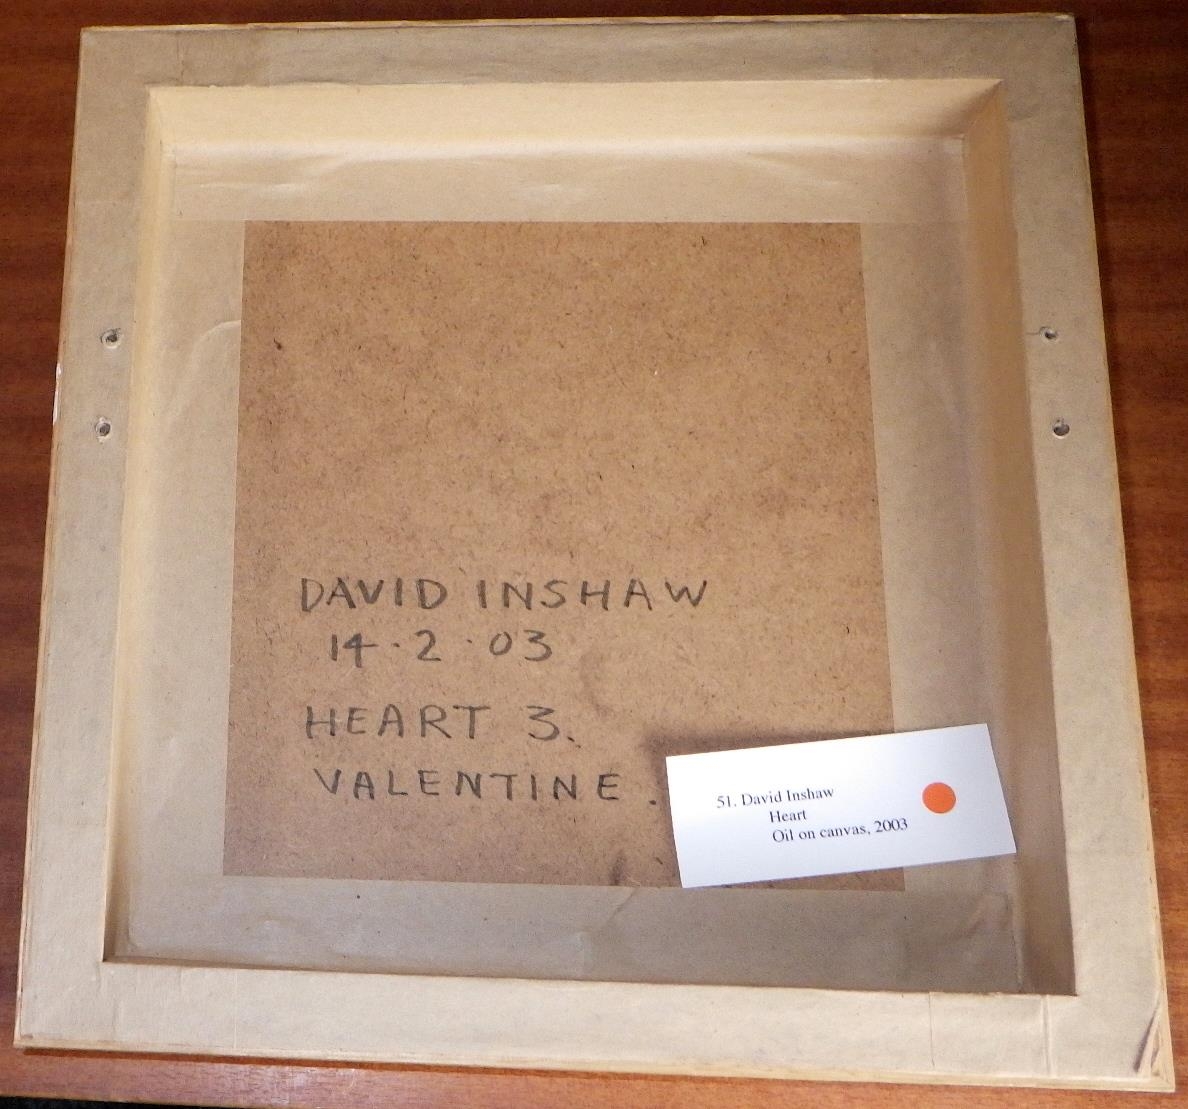 DAVID INSHAW
14·2·03
HEART 3.
VALENTINE.
51. David Inshaw
Heart
Oil on canvas, 2003